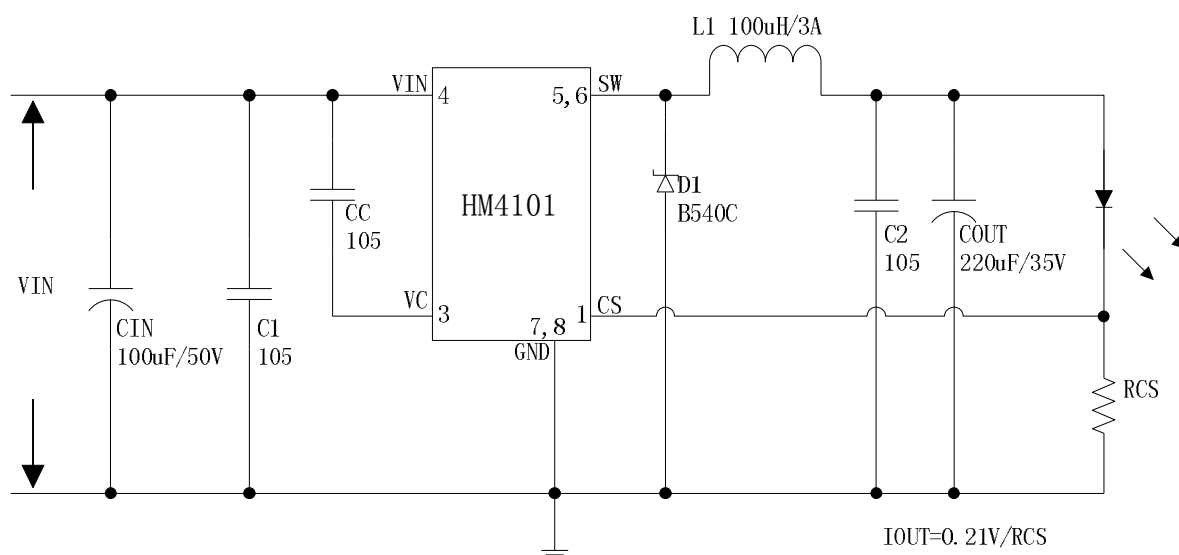 L1 100uH/3A
VIN
4
5,6
SW
HM4101
D1
B540C
CC
105
VIN
VC
3
1
CS
7,8
GND
CIN
100uF/50V
C1
105
C2
105
COUT
220uF/35V
RCS
IOUT=0.21V/RCS